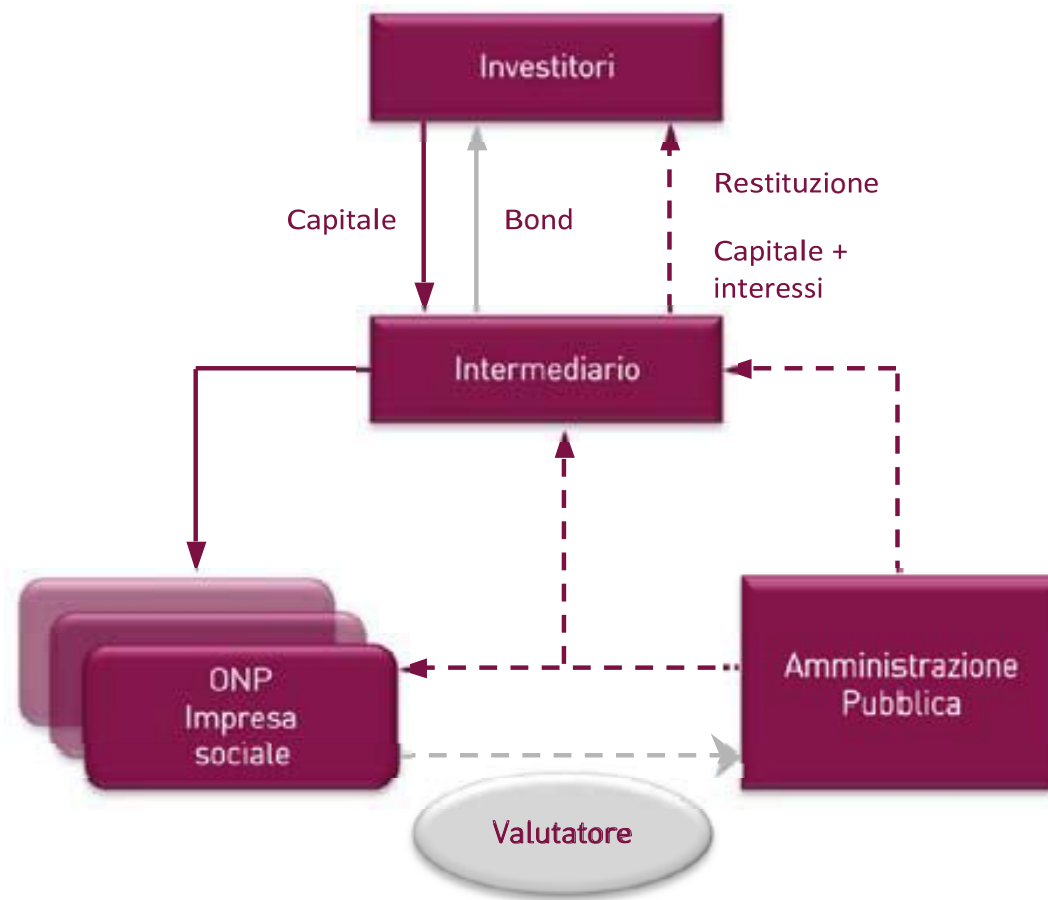 Investitori
Capitale
Bond
Restituzione
Capitale +
interessi
Intermediario
ONP
Impresa
sociale
Amministrazione
Pubblica
Valutatore